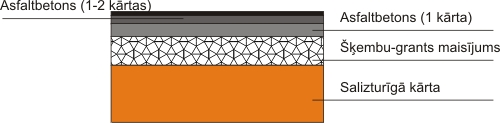 Asfaltbetons (1-2 kārtas)
Asfaltbetons (1 kārta)
Šķembu-grants maisījums
Salizturīgā kārta